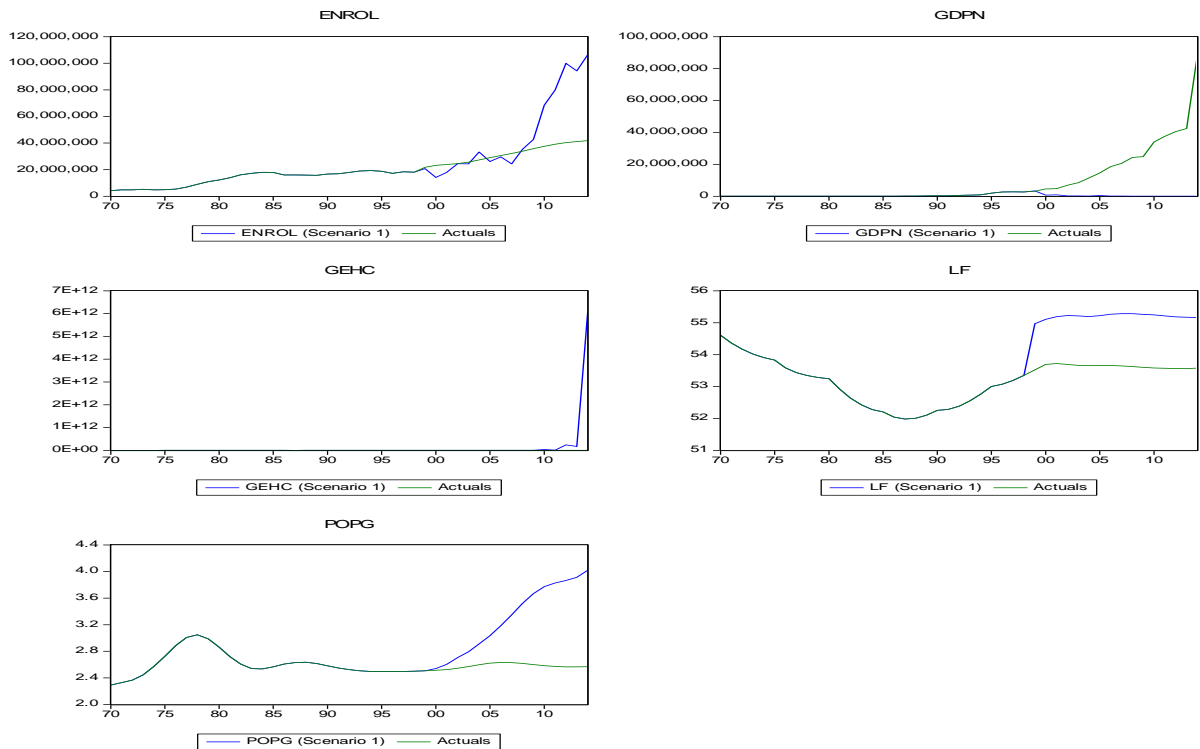 ENROL
120,000,000
100,000,000
80,000,000
60,000,000
40,000,000
20,000,000
0
70 75 80 85 90 95 00 05 10
ENROL (Scenario 1) Actuals
GDPN
100,000,000
80,000,000
60,000,000
40,000,000
20,000,000
0
70 75 80 85 90 95 00 05 10
GDPN (Scenario 1) Actuals
GEHC
7E+12
6E+12
5E+12
4E+12
3E+12
2E+12
1E+12
0E+00
70 75 80 85 90 95 00 05 10
GEHC (Scenario 1) Actuals
LF
56
55
54
53
52
51
70 75 80 85 90 95 00 05 10
LF (Scenario 1) Actuals
POPG
4.4
4.0
3.6
3.2
2.8
2.4
2.0
70 75 80 85 90 95 00 05 10
POPG (Scenario 1) Actuals